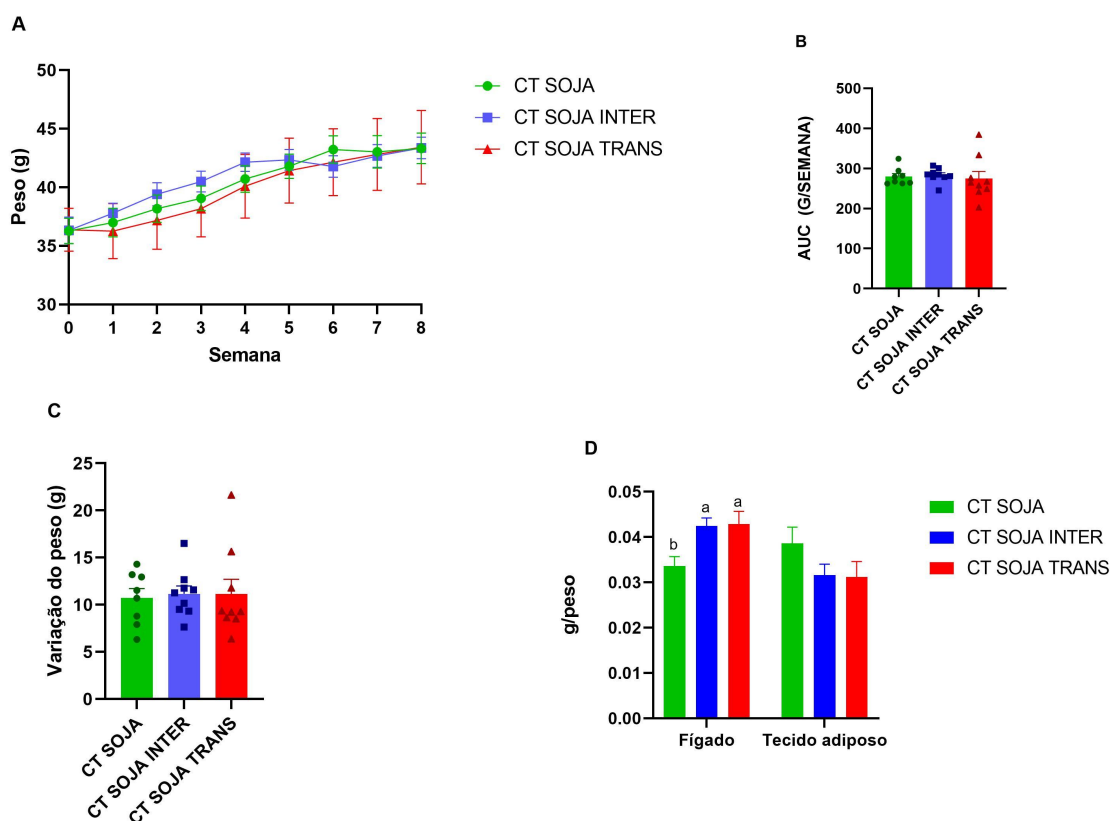 A
50
45
40
35
30
Peso (g)
0 1 2 3 4 5 6 7 8
Semana
CT SOJA
CT SOJA INTER
CT SOJA TRANS
B
500
400
300
200
100
0
AUC (G/SEMANA)
CT SOJA
CT SOJA INTER
CT SOJA TRANS
C
25
20
15
10
5
0
Variação do peso (g)
CT SOJA
CT SOJA INTER
CT SOJA TRANS
D
0.05
0.04
0.03
0.02
0.01
0.00
g/peso
b
a
a
Fígado
Tecido adiposo
CT SOJA
CT SOJA INTER
CT SOJA TRANS